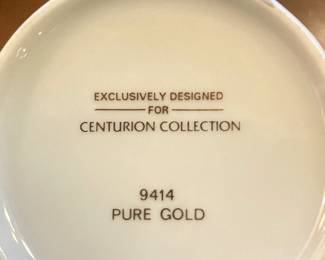 EXCLUSIVELY DESIGNED
FOR
CENTURION COLLECTION
9414
PURE GOLD